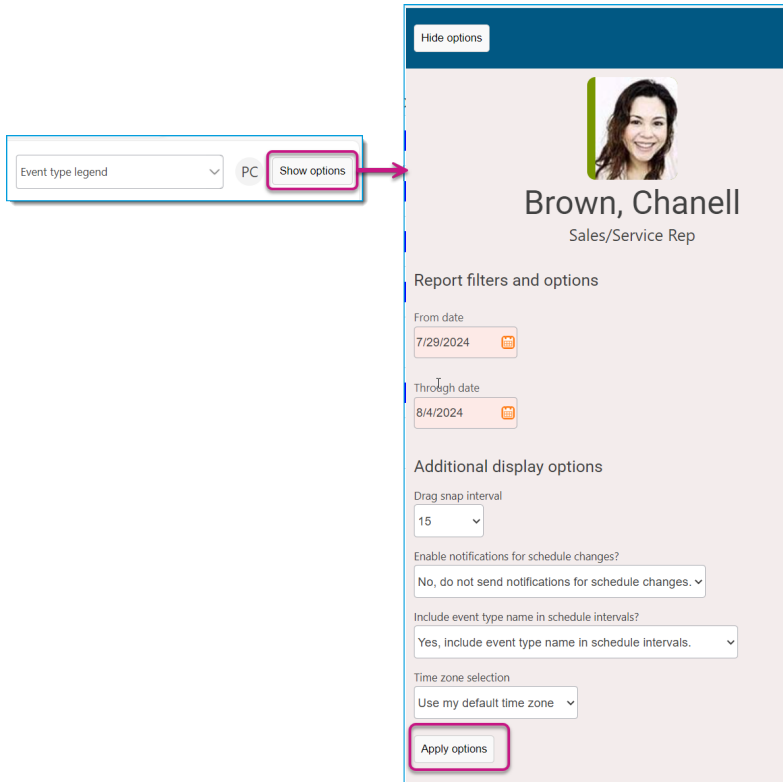 Event type legend
PC
Show options
Hide options
Brown, Chanell
Sales/Service Rep
Report filters and options
From date
7/29/2024
Through date
8/4/2024
Additional display options
Drag snap interval
15
Enable notifications for schedule changes?
No, do not send notifications for schedule changes.
Include event type name in schedule intervals?
Yes, include event type name in schedule intervals.
Time zone selection
Use my default time zone
Apply options